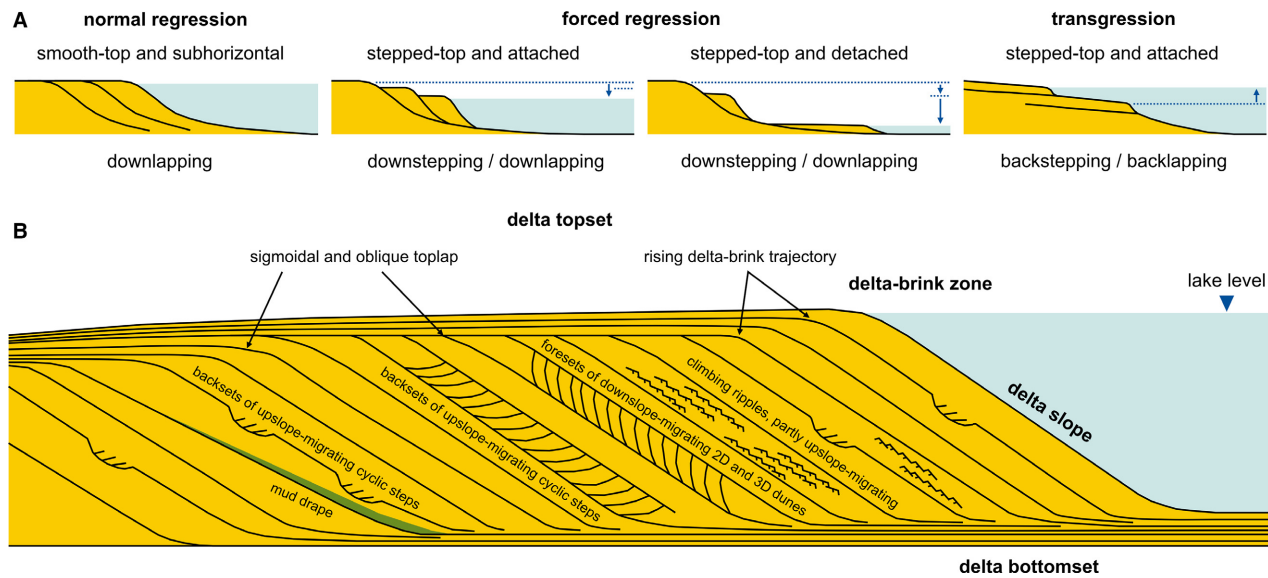 A
normal regression
forced regression
transgression
smooth-top and subhorizontal
stepped-top and attached
stepped-top and detached
stepped-top and attached
downlapping
downstepping / downlapping
downstepping / downlapping
backstepping / backlapping
B
delta topset
sigmoidal and oblique toplap
rising delta-brink trajectory
delta-brink zone
lake level
backsets of upslope-migrating cyclic steps
backsets of upslope-migrating cyclic steps
foresets of downslope-migrating 2D and 3D dunes
climbing ripples, partly upslope-migrating
delta slope
mud drape
delta bottomset